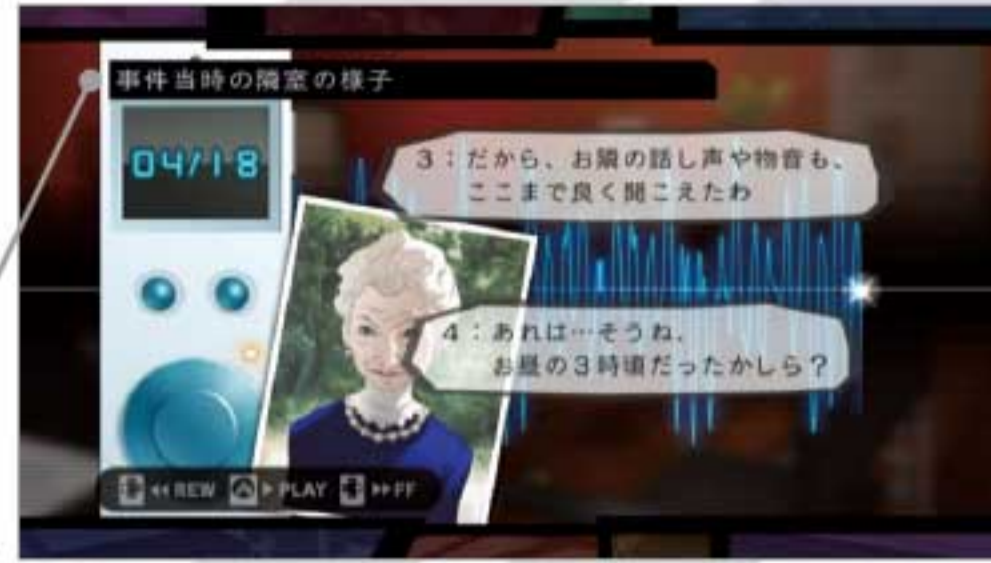 事件当時の隣室の様子
04/18
3：だから、お隣の話し声や物音も、
ここまで良く聞こえたわ
4：あれは…そうね、
お昼の3時頃だったかしら？
◀◀ REW ▶ PLAY ▶▶ FF